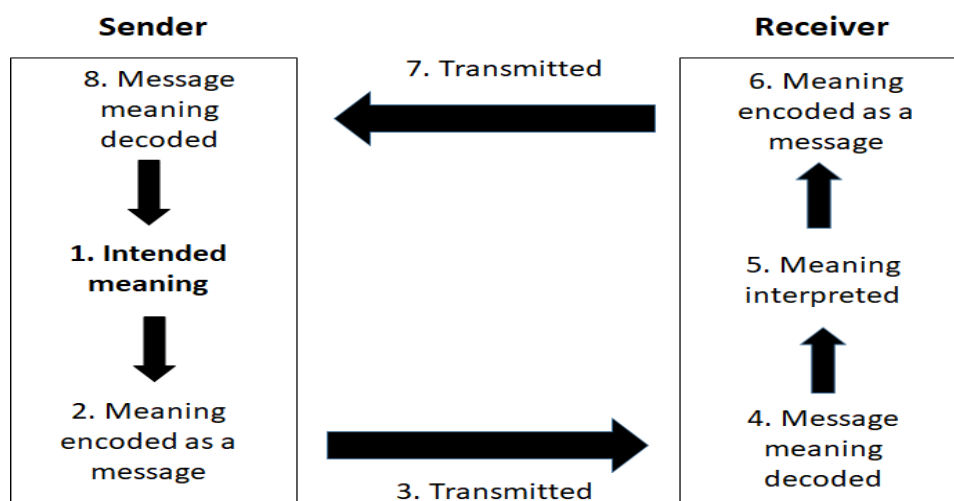 Sender
Receiver
8. Message
meaning
decoded
7. Transmitted
6. Meaning
encoded as a
message
1. Intended
meaning
5. Meaning
interpreted
2. Meaning
encoded as a
message
3. Transmitted
4. Message
meaning
decoded